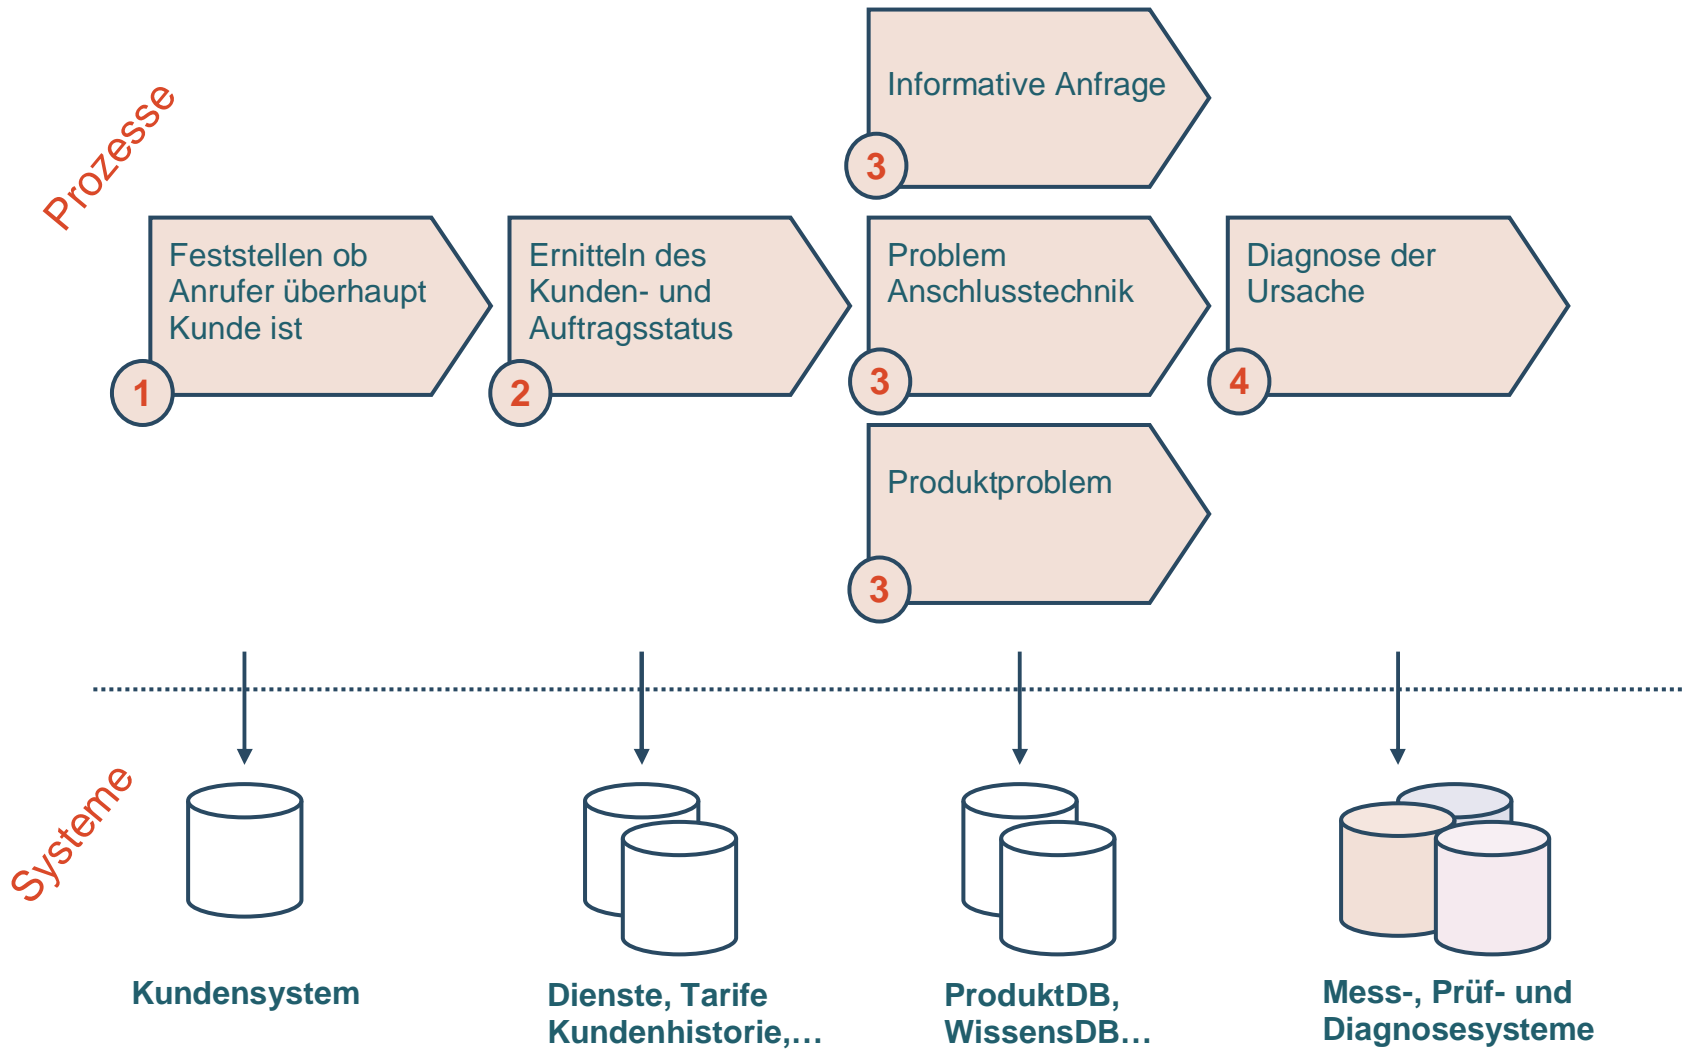 Prozesse
Informative Anfrage
3
Feststellen ob
Anrufer überhaupt
Kunde ist
1
Ernitteln des
Kunden- und
Auftragsstatus
2
Problem
Anschlusstechnik
3
Diagnose der
Ursache
4
Produktproblem
3
Systeme
Kundensystem
Dienste, Tarife
Kundenhistorie,…
ProduktDB,
WissensDB…
Mess-, Prüf- und
Diagnosesysteme